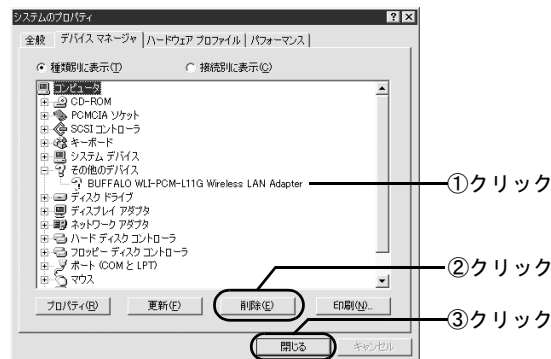 システムのプロパティ
全般 デバイス マネージャ ハードウェア プロファイル パフォーマンス
種類別に表示(T) 接続別に表示(C)
コンピュータ
CD-ROM
PCMCIA ソケット
SCSI コントローラ
キーボード
システム デバイス
その他のデバイス
BUFFALO WLI-PCM-L11G Wireless LAN Adapter
①クリック
ディスク ドライブ
ディスプレイ アダプタ
ネットワーク アダプタ
ハード ディスク コントローラ
フロッピー ディスク コントローラ
ポート (COM と LPT)
マウス
②クリック
プロパティ(R) 更新(F) 削除(E) 印刷(N)...
③クリック
閉じる キャンセル